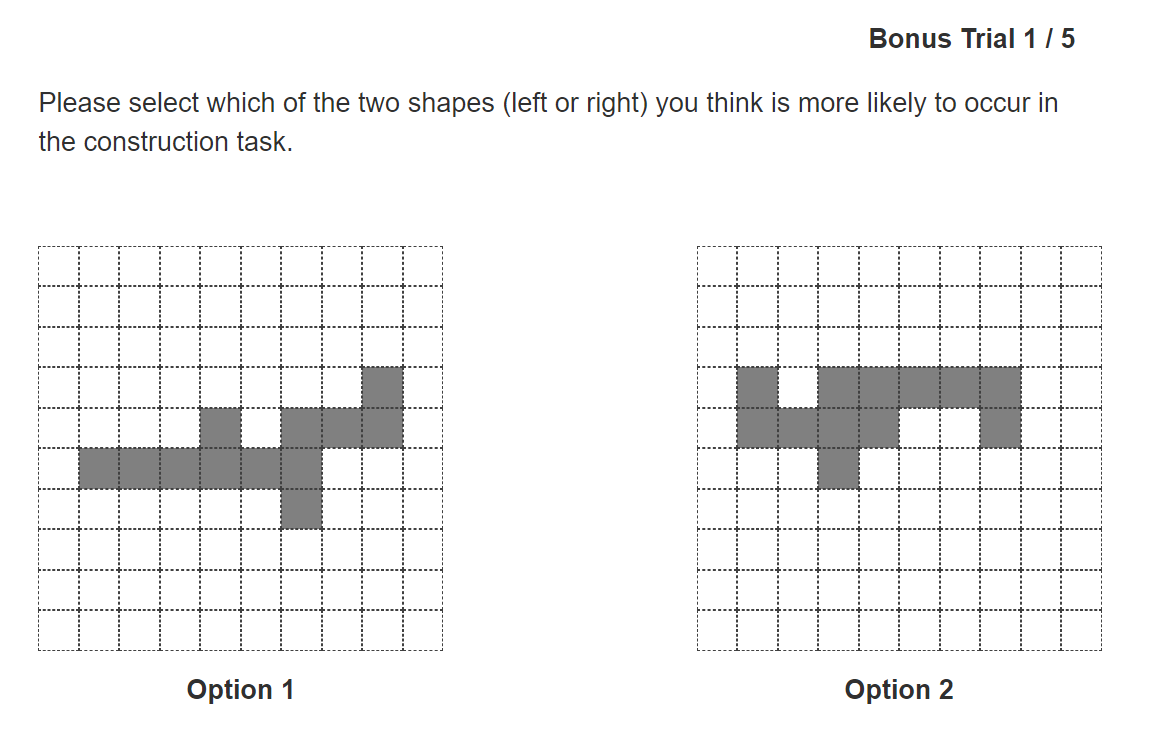 Bonus Trial 1 / 5
Please select which of the two shapes (left or right) you think is more likely to occur in
the construction task.
Option 1
Option 2